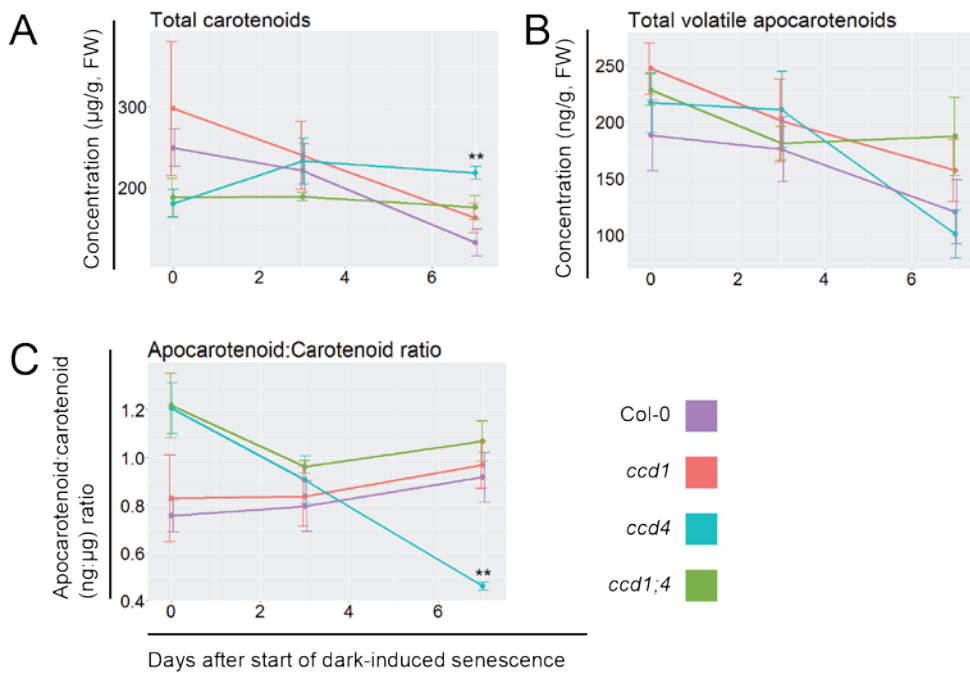 A
Total carotenoids
Concentration (µg/g, FW)
300
200
**
0 2 4 6
B
Total volatile apocarotenoids
Concentration (ng/g, FW)
250
200
150
100
0 2 4 6
C
Apocarotenoid:Carotenoid ratio
Apocarotenoid:carotenoid
(ng:µg) ratio
1.2
1.0
0.8
0.6
0.4
**
0 2 4 6
Days after start of dark-induced senescence
Col-0
ccd1
ccd4
ccd1;4